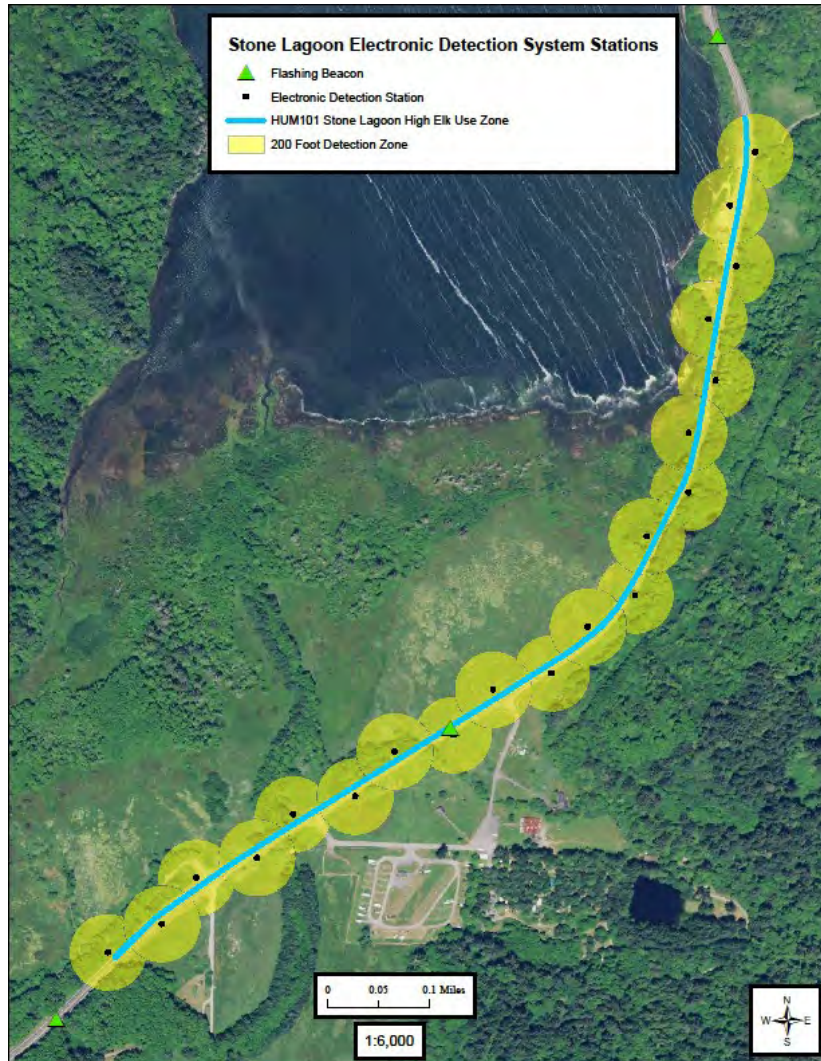 Stone Lagoon Electronic Detection System Stations
Flashing Beacon
Electronic Detection Station
HUM101 Stone Lagoon High Elk Use Zone
200 Foot Detection Zone
0 0.05 0.1 Miles
1:6,000
N
W E
S